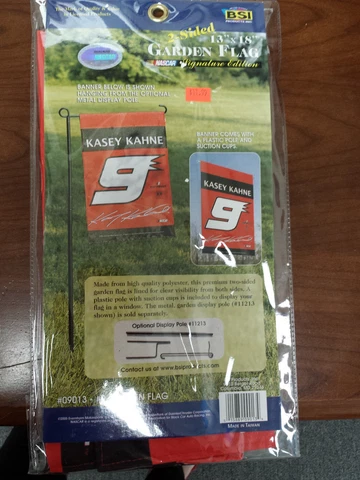 BSI
PRODUCTS, INC.
2-Sided
13" x 18"
GARDEN FLAG
NASCAR Signature Edition
BANNER BELOW IS SHOWN
HANGING FROM THE OPTIONAL
METAL DISPLAY POLE.
BANNER COMES WITH
A PLASTIC POLE AND
SUCTION CUPS.
KASEY KAHNE
9
KASEY KAHNE
9
Made from high quality polyester, this premium two-sided
garden flag is lined for clear visibility from both sides. A
plastic pole with suction cups is included to display your
flag in a window. The metal garden display pole (#11213
shown) is sold separately.
Optional Display Pole #11213
Contact us at www.bsiproducts.com
#09013 - GARDEN FLAG
MADE IN TAIWAN